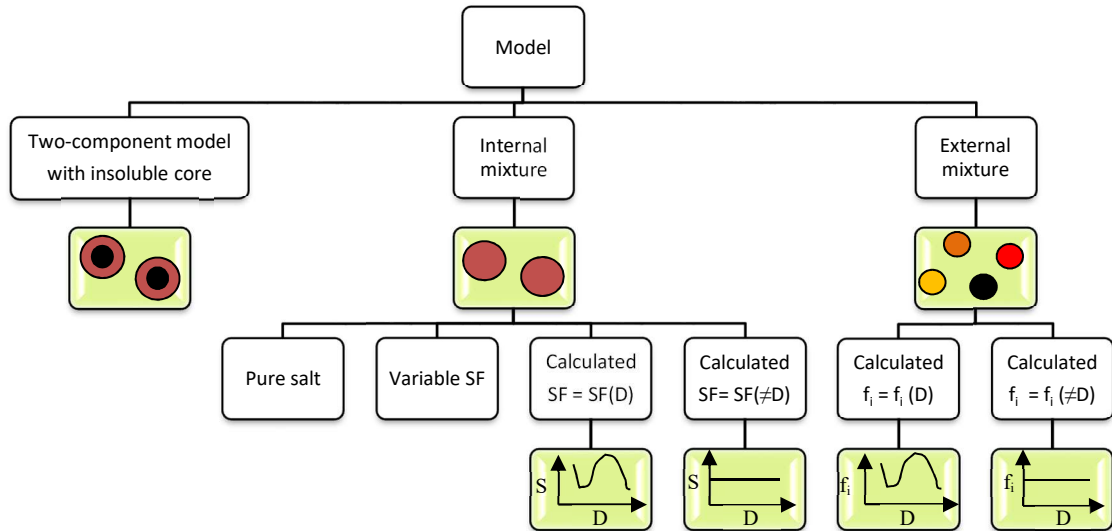 Model
Two-component model
with insoluble core
Internal
mixture
External
mixture
Pure salt
Variable SF
Calculated
SF = SF(D)
Calculated
SF= SF(≠D)
Calculated
fᵢ = fᵢ (D)
Calculated
fᵢ = fᵢ (≠D)
S
D
S
D
fᵢ
D
fᵢ
D